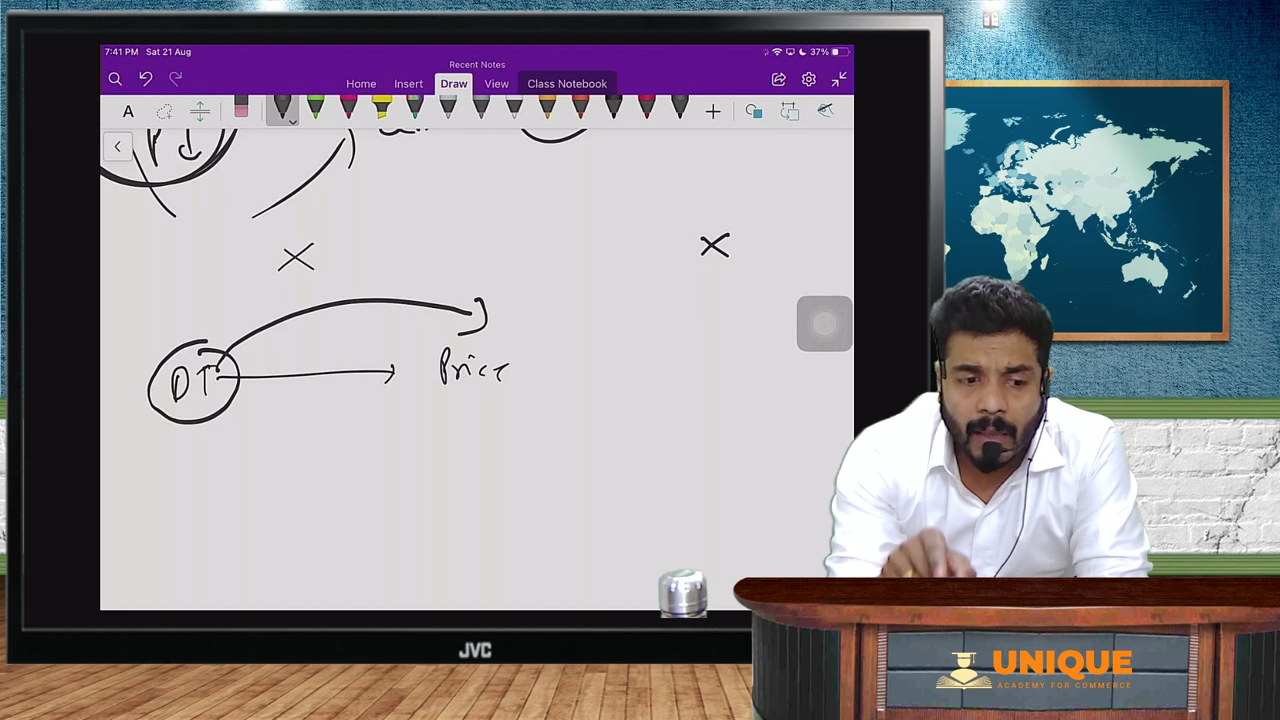 7:41 PM Sat 21 Aug
37%
Recent Notes
Home Insert Draw View Class Notebook
A
P↓
×
×
D↑
Price
JVC
UNIQUE
ACADEMY FOR COMMERCE